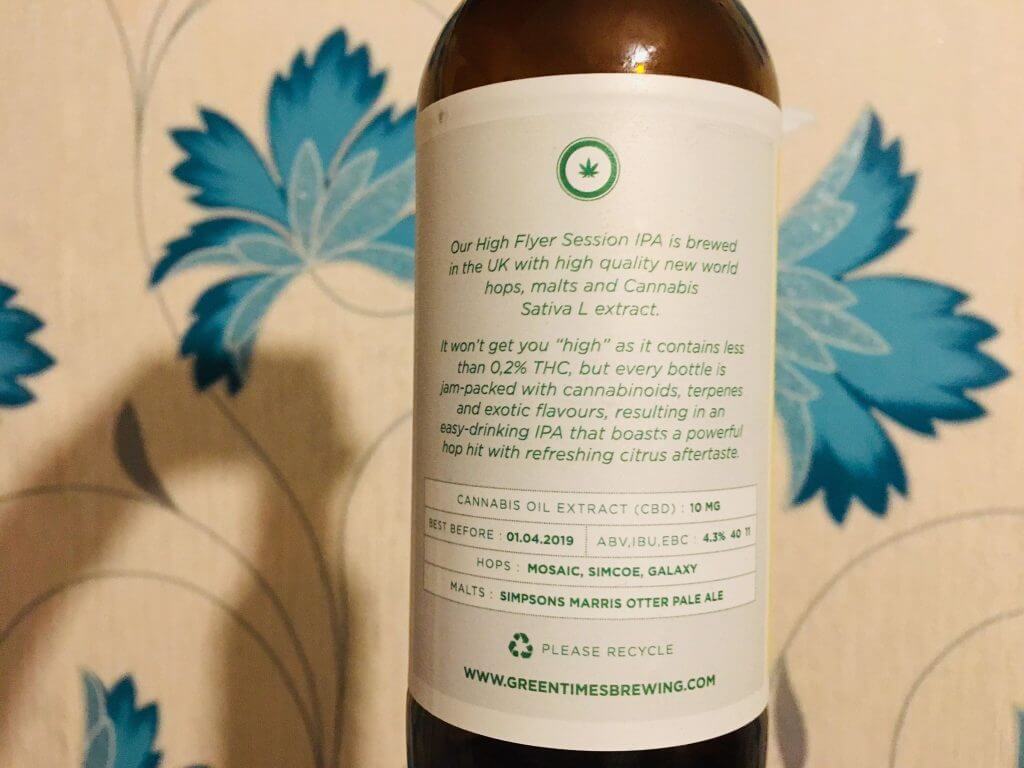 Our High Flyer Session IPA is brewed
in the UK with high quality new world
hops, malts and Cannabis
Sativa L extract.
It won't get you "high" as it contains less
than 0,2% THC, but every bottle is
jam-packed with cannabinoids, terpenes
and exotic flavours, resulting in an
easy-drinking IPA that boasts a powerful
hop hit with refreshing citrus aftertaste.
CANNABIS OIL EXTRACT (CBD) : 10 MG
BEST BEFORE : 01.04.2019 ABV,IBU,EBC : 4.3% 40 11
HOPS : MOSAIC, SIMCOE, GALAXY
MALTS : SIMPSONS MARRIS OTTER PALE ALE
PLEASE RECYCLE
WWW.GREENTIMESBREWING.COM